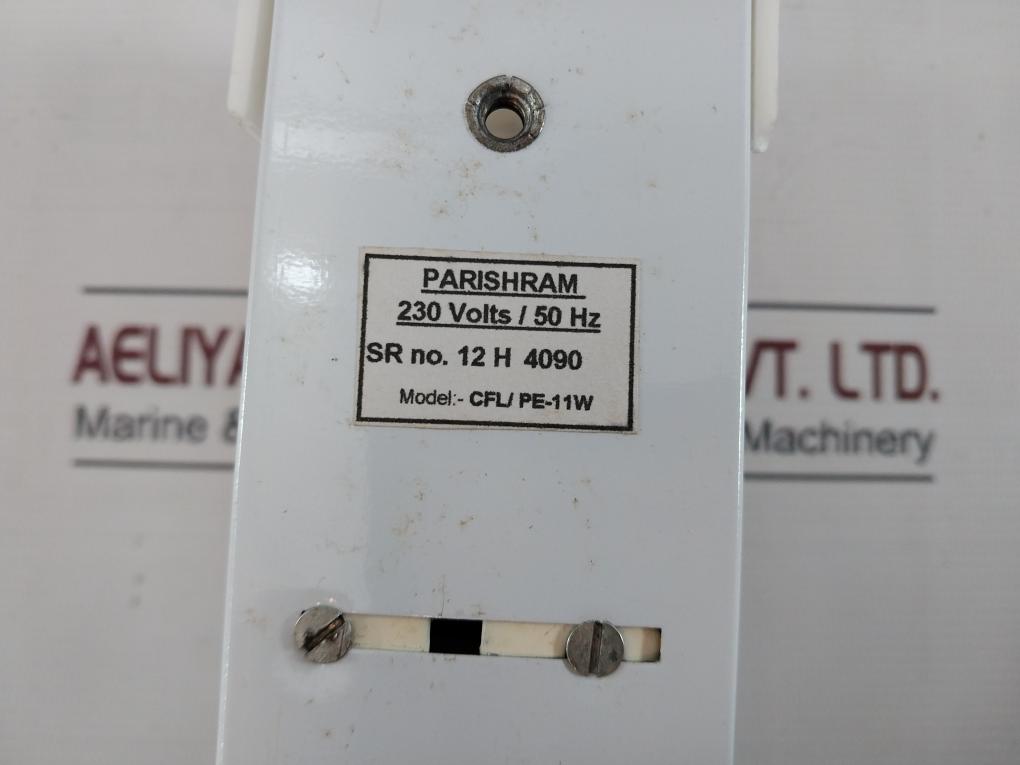 PARISHRAM
230 Volts / 50 Hz
SR no. 12 H 4090
Model:- CFL/ PE-11W
AELIYA VT. LTD.
Marine & Machinery